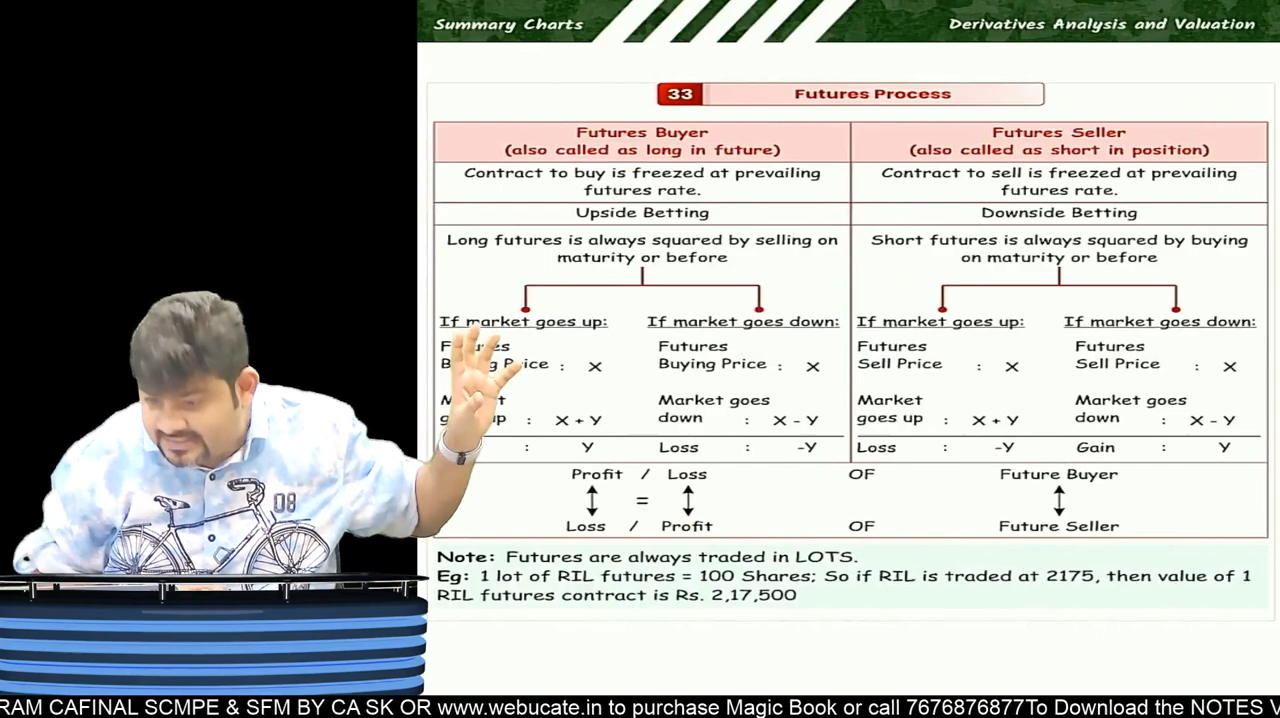 Summary Charts
Derivatives Analysis and Valuation
33 Futures Process
Futures Buyer
(also called as long in future)
Futures Seller
(also called as short in position)
Contract to buy is freezed at prevailing
futures rate.
Contract to sell is freezed at prevailing
futures rate.
Upside Betting
Downside Betting
Long futures is always squared by selling on
maturity or before
Short futures is always squared by buying
on maturity or before
If market goes up:
Price : X
: X + Y
: Y
If market goes down:
Futures
Buying Price : X
Market goes
down : X - Y
Loss : -Y
If market goes up:
Futures
Sell Price : X
Market
goes up : X + Y
Loss : -Y
If market goes down:
Futures
Sell Price : X
Market goes
down : X - Y
Gain : Y
Profit / Loss OF Future Buyer
=
Loss / Profit OF Future Seller
Note: Futures are always traded in LOTS.
Eg: 1 lot of RIL futures = 100 Shares; So if RIL is traded at 2175, then value of 1
RIL futures contract is Rs. 2,17,500
08
RAM CAFINAL SCMPE & SFM BY CA SK OR www.webucate.in to purchase Magic Book or call 7676876877To Download the NOTES V